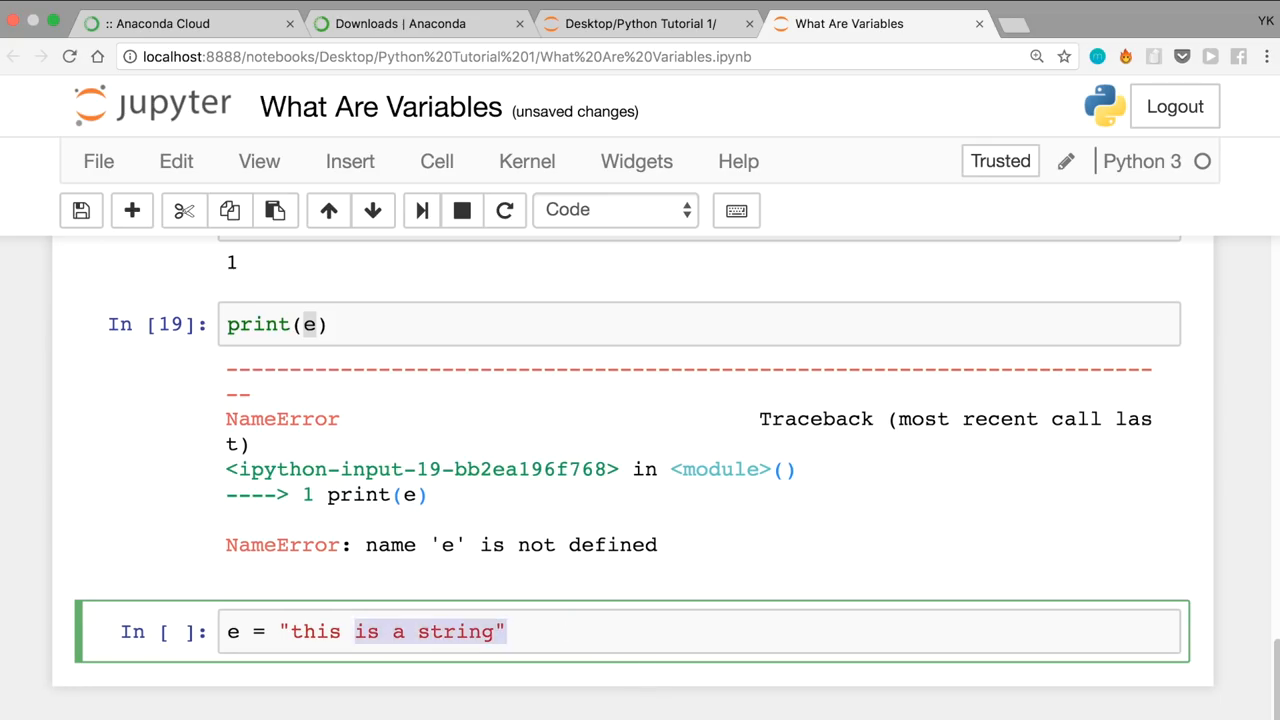 :: Anaconda Cloud × Downloads | Anaconda × Desktop/Python Tutorial 1/ × What Are Variables × YK
localhost:8888/notebooks/Desktop/Python%20Tutorial%201/What%20Are%20Variables.ipynb
jupyter What Are Variables (unsaved changes) Logout
File Edit View Insert Cell Kernel Widgets Help Trusted Python 3
Code
1
In [19]: print(e)
---------------------------------------------------------------------------
--
NameError Traceback (most recent call las
t)
<ipython-input-19-bb2ea196f768> in <module>()
----> 1 print(e)
NameError: name 'e' is not defined
In [ ]: e = "this is a string"